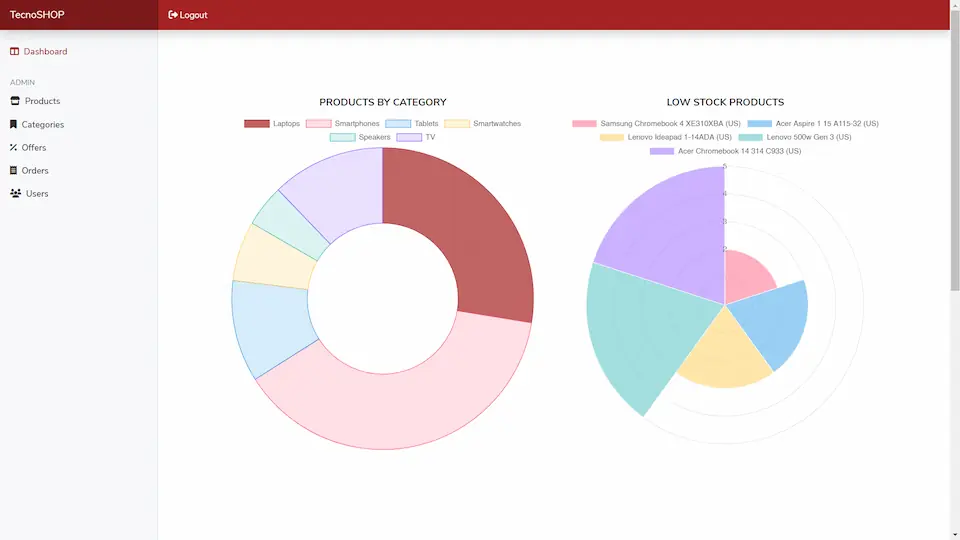 TecnoSHOP
Logout
Dashboard
ADMIN
Products
Categories
Offers
Orders
Users
PRODUCTS BY CATEGORY
Laptops Smartphones Tablets Smartwatches
Speakers TV
LOW STOCK PRODUCTS
Samsung Chromebook 4 XE310XBA (US) Acer Aspire 1 15 A115-32 (US)
Lenovo Ideapad 1-14ADA (US) Lenovo 500w Gen 3 (US)
Acer Chromebook 14 314 C933 (US)
5
4
3
2